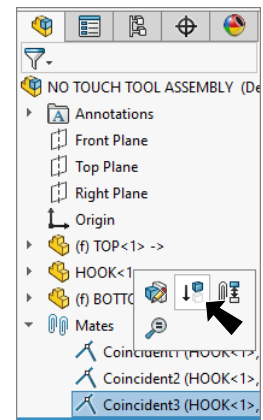 NO TOUCH TOOL ASSEMBLY (De
A Annotations
Front Plane
Top Plane
Right Plane
Origin
(f) TOP<1> ->
HOOK<1
(f) BOTTO
Mates
Coincident1 (HOOK<1>,
Coincident2 (HOOK<1>,
Coincident3 (HOOK<1>,